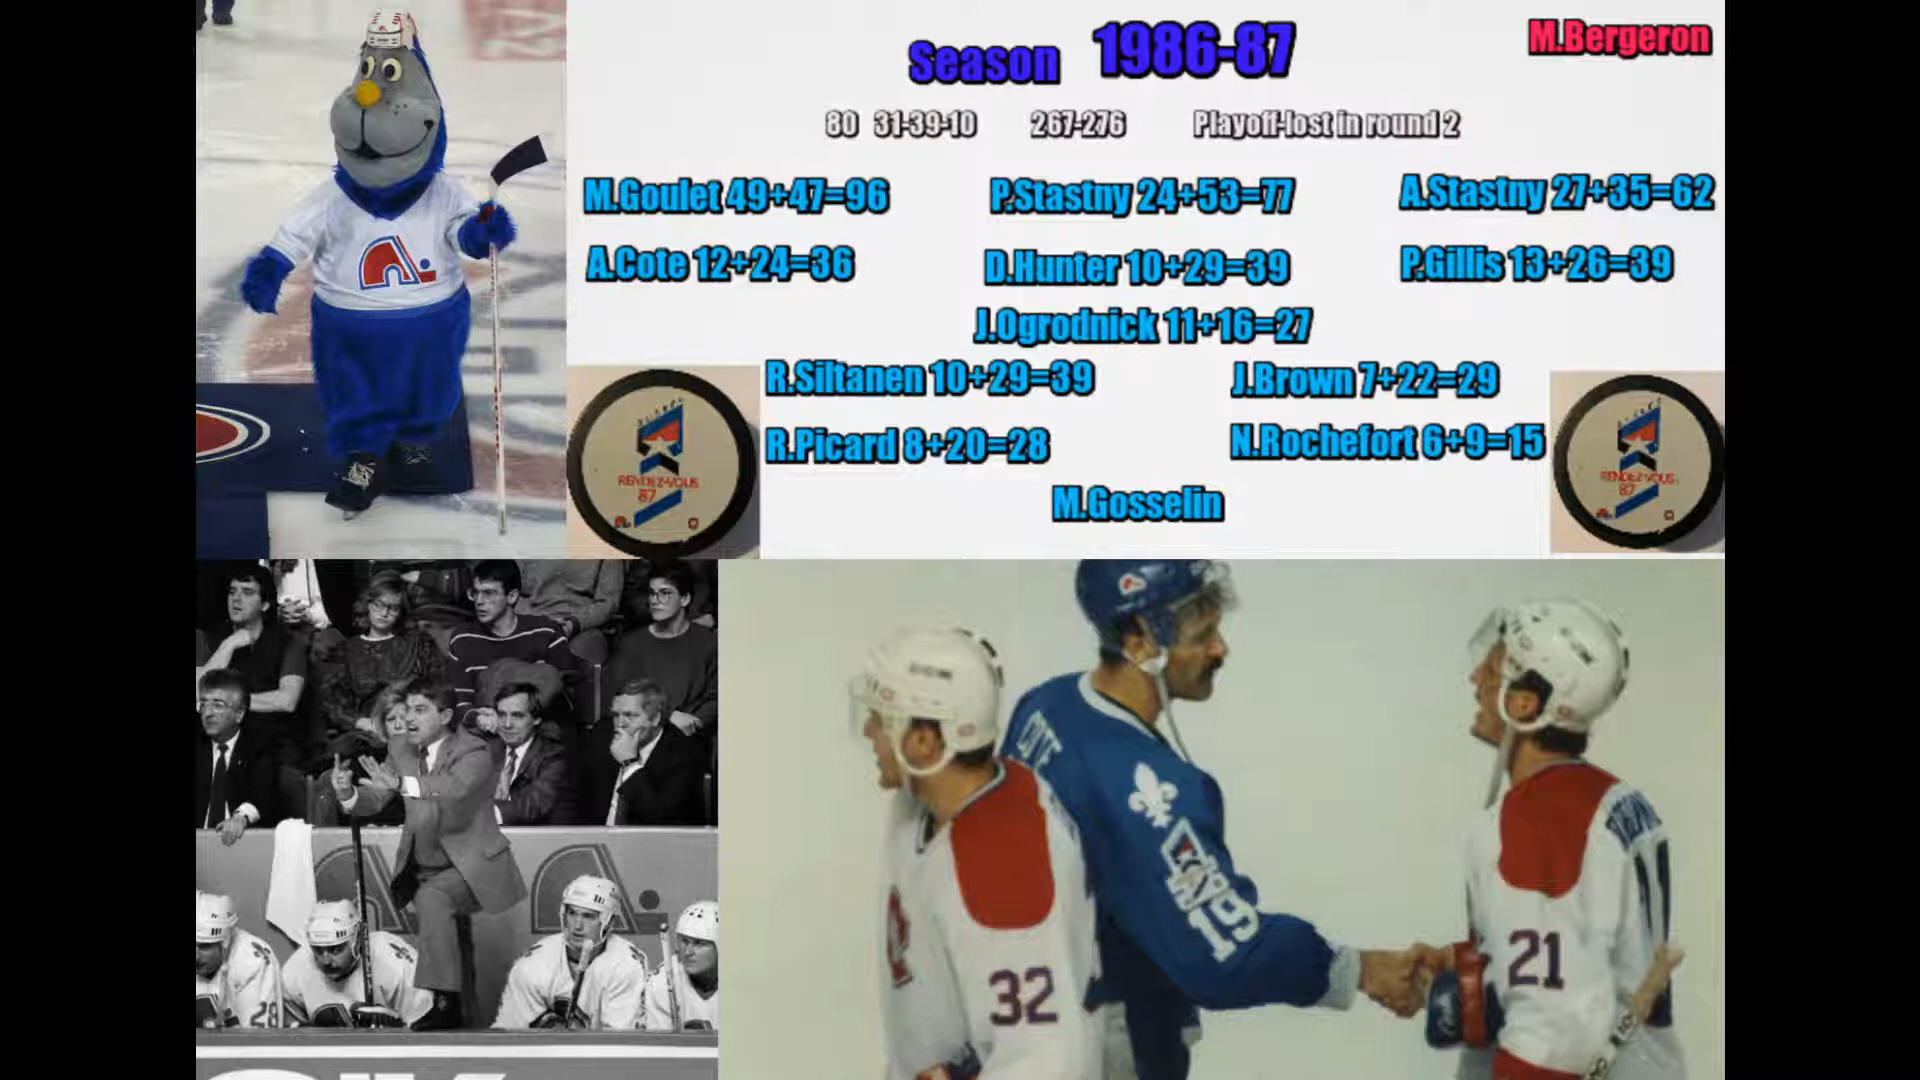 Season 1986-87
M.Bergeron
80 31-39-10 267-276 Playoff-lost in round 2
M.Goulet 49+47=96 P.Stastny 24+53=77 A.Stastny 27+35=62
A.Cote 12+24=36 D.Hunter 10+29=39 P.Gillis 13+26=39
J.Ogrodnick 11+16=27
R.Siltanen 10+29=39 J.Brown 7+22=29
R.Picard 8+20=28 N.Rochefort 6+9=15
M.Gosselin
RENDEZ-VOUS
87
RENDEZ-VOUS
87
28
COTE
19
32
21